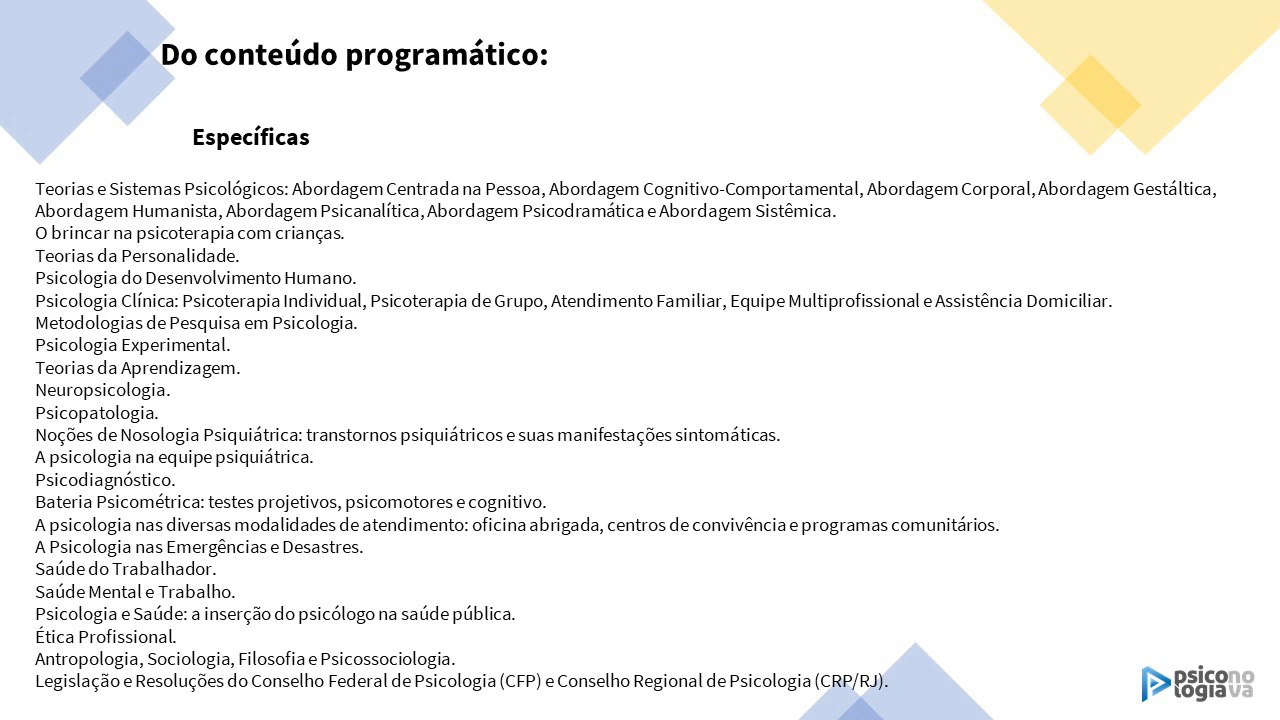 Do conteúdo programático:
Específicas
Teorias e Sistemas Psicológicos: Abordagem Centrada na Pessoa, Abordagem Cognitivo-Comportamental, Abordagem Corporal, Abordagem Gestáltica,
Abordagem Humanista, Abordagem Psicanalítica, Abordagem Psicodramática e Abordagem Sistêmica.
O brincar na psicoterapia com crianças.
Teorias da Personalidade.
Psicologia do Desenvolvimento Humano.
Psicologia Clínica: Psicoterapia Individual, Psicoterapia de Grupo, Atendimento Familiar, Equipe Multiprofissional e Assistência Domiciliar.
Metodologias de Pesquisa em Psicologia.
Psicologia Experimental.
Teorias da Aprendizagem.
Neuropsicologia.
Psicopatologia.
Noções de Nosologia Psiquiátrica: transtornos psiquiátricos e suas manifestações sintomáticas.
A psicologia na equipe psiquiátrica.
Psicodiagnóstico.
Bateria Psicométrica: testes projetivos, psicomotores e cognitivo.
A psicologia nas diversas modalidades de atendimento: oficina abrigada, centros de convivência e programas comunitários.
A Psicologia nas Emergências e Desastres.
Saúde do Trabalhador.
Saúde Mental e Trabalho.
Psicologia e Saúde: a inserção do psicólogo na saúde pública.
Ética Profissional.
Antropologia, Sociologia, Filosofia e Psicossociologia.
Legislação e Resoluções do Conselho Federal de Psicologia (CFP) e Conselho Regional de Psicologia (CRP/RJ).
psicono
logiava